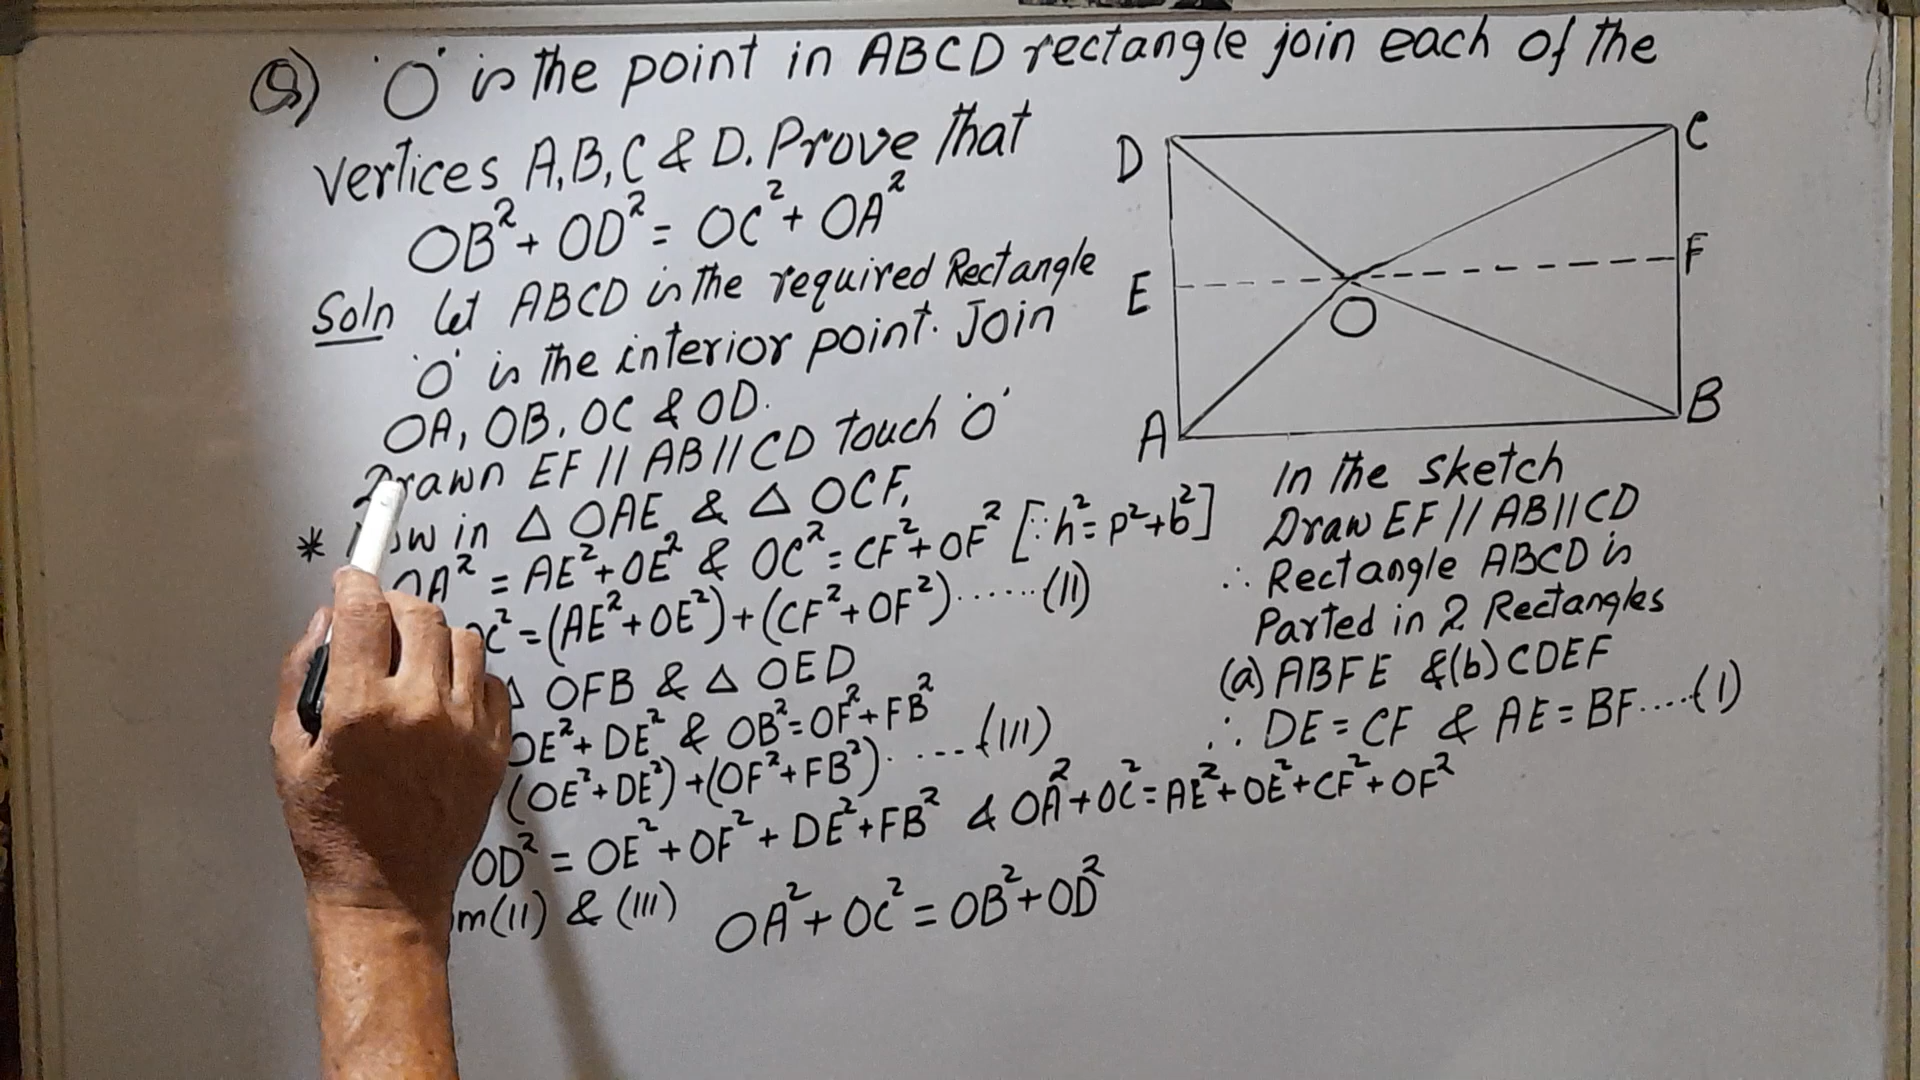 Q) 'O' is the point in ABCD rectangle join each of the
vertices A,B,C & D. Prove that
OB²+ OD² = OC²+ OA²
Soln Let ABCD is the required Rectangle
'O' is the interior point. Join
OA, OB, OC & OD.
Drawn EF // AB // CD touch 'O'
* in △ OAE & △ OCF,
OA² = AE²+OE² & OC² = CF²+ OF² [∵ h² = p²+b²]
OC² = (AE²+OE²)+(CF²+OF²)......(II)
△ OFB & △ OED
OE²+ DE² & OB² = OF²+ FB²
(OE²+DE²)+(OF²+FB²).....(III)
OD² = OE²+OF²+ DE²+FB² & OA²+OC² = AE²+OE²+CF²+OF²
m(II) & (III) OA²+ OC² = OB²+OD²
D C
E F
O
A B
In the sketch
Draw EF // AB // CD
∴ Rectangle ABCD is
Parted in 2 Rectangles
(a) ABFE &(b) CDEF
∴ DE = CF & AE = BF....(I)